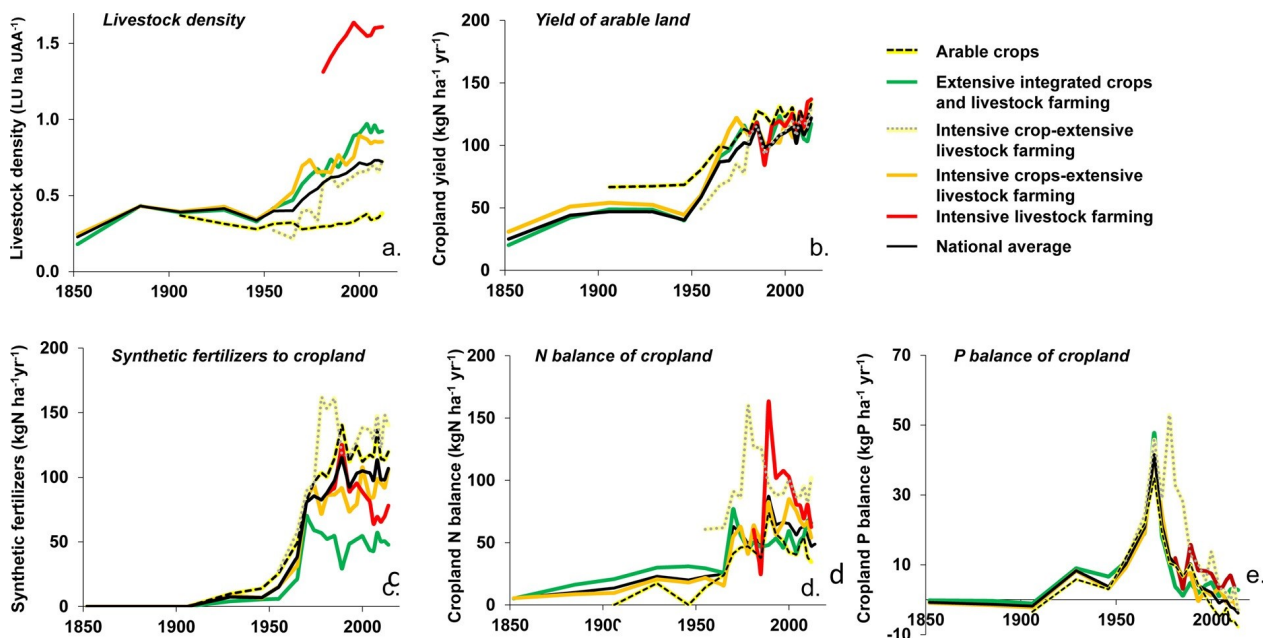 Livestock density
Livestock density (LU ha UAA⁻¹)
1.5
1.0
0.5
0.0
1850
1900
1950
2000
a.
Yield of arable land
Cropland yield (kgN ha⁻¹ yr⁻¹)
200
150
100
50
0
1850
1900
1950
2000
b.
Arable crops
Extensive integrated crops
and livestock farming
Intensive crop-extensive
livestock farming
Intensive crops-extensive
livestock farming
Intensive livestock farming
National average
Synthetic fertilizers to cropland
Synthetic fertilizers (kgN ha⁻¹yr⁻¹)
200
150
100
50
0
1850
1900
1950
2000
c.
N balance of cropland
Cropland N balance (kgN ha⁻¹ yr⁻¹)
200
150
100
50
0
1850
1900
1950
2000
d.
d
P balance of cropland
Cropland P balance (kgP ha⁻¹ yr⁻¹)
70
50
30
10
-10
1850
1900
1950
2000
e.